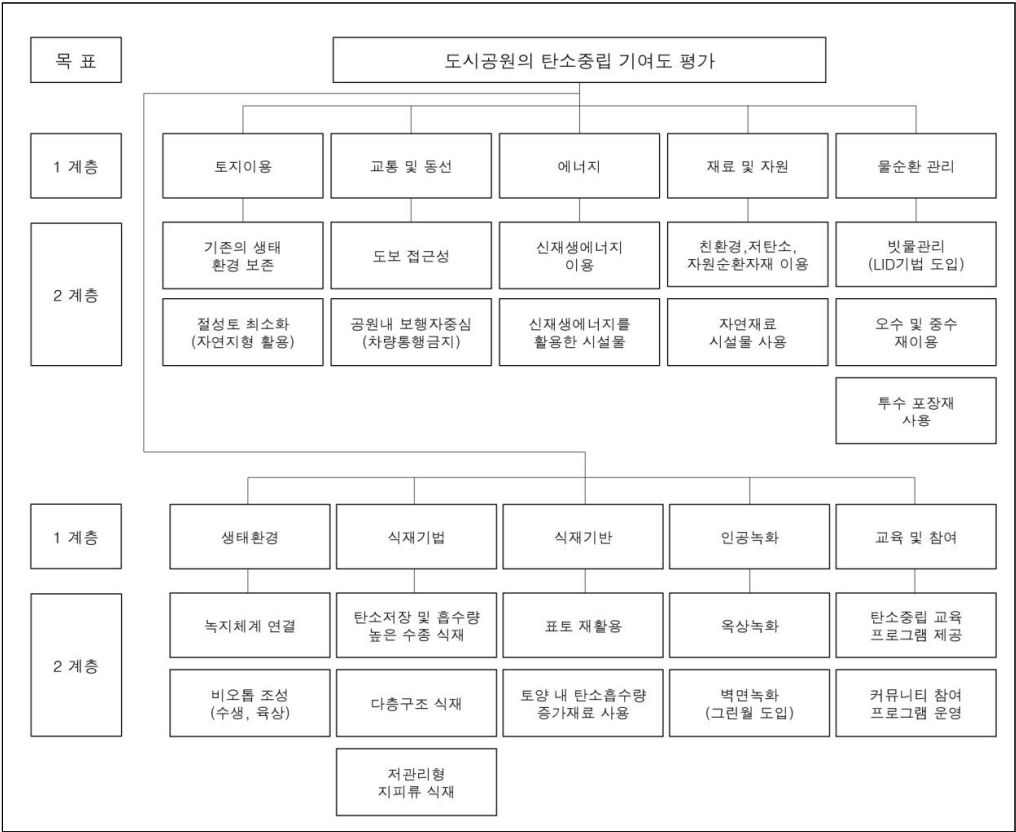 목 표
도시공원의 탄소중립 기여도 평가
1 계층
토지이용
교통 및 동선
에너지
재료 및 자원
물순환 관리
2 계층
기존의 생태
환경 보존
도보 접근성
신재생에너지
이용
친환경,저탄소,
자원순환자재 이용
빗물관리
(LID기법 도입)
절성토 최소화
(자연지형 활용)
공원내 보행자중심
(차량통행금지)
신재생에너지를
활용한 시설물
자연재료
시설물 사용
오수 및 중수
재이용
투수 포장재
사용
1 계층
생태환경
식재기법
식재기반
인공녹화
교육 및 참여
2 계층
녹지체계 연결
탄소저장 및 흡수량
높은 수종 식재
표토 재활용
옥상녹화
탄소중립 교육
프로그램 제공
비오톱 조성
(수생, 육상)
다층구조 식재
토양 내 탄소흡수량
증가재료 사용
벽면녹화
(그린월 도입)
커뮤니티 참여
프로그램 운영
저관리형
지피류 식재